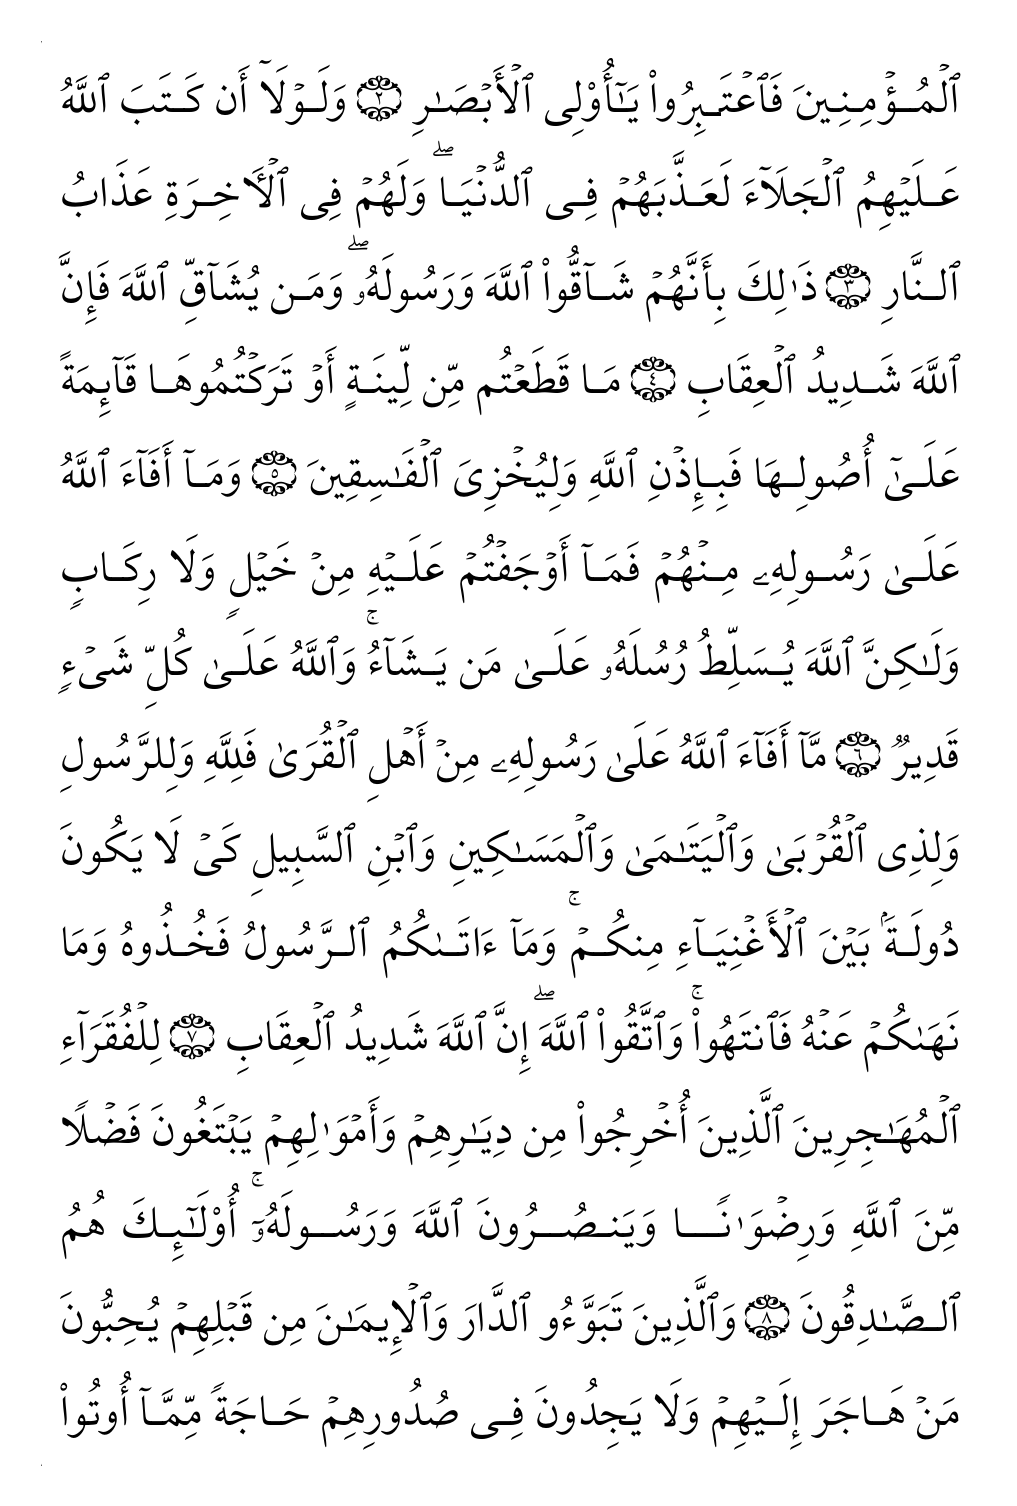 ٱلۡمُؤۡمِنِينَ فَٱعۡتَبِرُواْ يَـٰٓأُوْلِى ٱلۡأَبۡصَـٰرِ ٢ وَلَوۡلَآ أَن كَتَبَ ٱللَّهُ
عَلَيۡهِمُ ٱلۡجَلَآءَ لَعَذَّبَهُمۡ فِى ٱلدُّنۡيَاۖ وَلَهُمۡ فِى ٱلۡأَخِرَةِ عَذَابُ
ٱلنَّارِ ٣ ذَٰلِكَ بِأَنَّهُمۡ شَآقُّواْ ٱللَّهَ وَرَسُولَهُۥۖ وَمَن يُشَآقِّ ٱللَّهَ فَإِنَّ
ٱللَّهَ شَدِيدُ ٱلۡعِقَابِ ٤ مَا قَطَعۡتُم مِّن لِّينَةٍ أَوۡ تَرَكۡتُمُوهَا قَآئِمَةً
عَلَىٰٓ أُصُولِهَا فَبِإِذۡنِ ٱللَّهِ وَلِيُخۡزِىَ ٱلۡفَـٰسِقِينَ ٥ وَمَآ أَفَآءَ ٱللَّهُ
عَلَىٰ رَسُولِهِۦ مِنۡهُمۡ فَمَآ أَوۡجَفۡتُمۡ عَلَيۡهِ مِنۡ خَيۡلٍ وَلَا رِكَابٍ
وَلَـٰكِنَّ ٱللَّهَ يُسَلِّطُ رُسُلَهُۥ عَلَىٰ مَن يَشَآءُۚ وَٱللَّهُ عَلَىٰ كُلِّ شَىۡءٍ
قَدِيرٌ ٦ مَّآ أَفَآءَ ٱللَّهُ عَلَىٰ رَسُولِهِۦ مِنۡ أَهۡلِ ٱلۡقُرَىٰ فَلِلَّهِ وَلِلرَّسُولِ
وَلِذِى ٱلۡقُرۡبَىٰ وَٱلۡيَتَـٰمَىٰ وَٱلۡمَسَـٰكِينِ وَٱبۡنِ ٱلسَّبِيلِ كَىۡ لَا يَكُونَ
دُولَةَۢ بَيۡنَ ٱلۡأَغۡنِيَآءِ مِنكُمۡۚ وَمَآ ءَاتَـٰكُمُ ٱلرَّسُولُ فَخُذُوهُ وَمَا
نَهَىٰكُمۡ عَنۡهُ فَٱنتَهُواْۚ وَٱتَّقُواْ ٱللَّهَۖ إِنَّ ٱللَّهَ شَدِيدُ ٱلۡعِقَابِ ٧ لِلۡفُقَرَآءِ
ٱلۡمُهَـٰجِرِينَ ٱلَّذِينَ أُخۡرِجُواْ مِن دِيَـٰرِهِمۡ وَأَمۡوَٰلِهِمۡ يَبۡتَغُونَ فَضۡلًا
مِّنَ ٱللَّهِ وَرِضۡوَٰنًا وَيَنصُرُونَ ٱللَّهَ وَرَسُولَهُۥٓۚ أُوْلَـٰٓئِكَ هُمُ
ٱلصَّـٰدِقُونَ ٨ وَٱلَّذِينَ تَبَوَّءُو ٱلدَّارَ وَٱلۡإِيمَـٰنَ مِن قَبۡلِهِمۡ يُحِبُّونَ
مَنۡ هَاجَرَ إِلَيۡهِمۡ وَلَا يَجِدُونَ فِى صُدُورِهِمۡ حَاجَةً مِّمَّآ أُوتُواْ